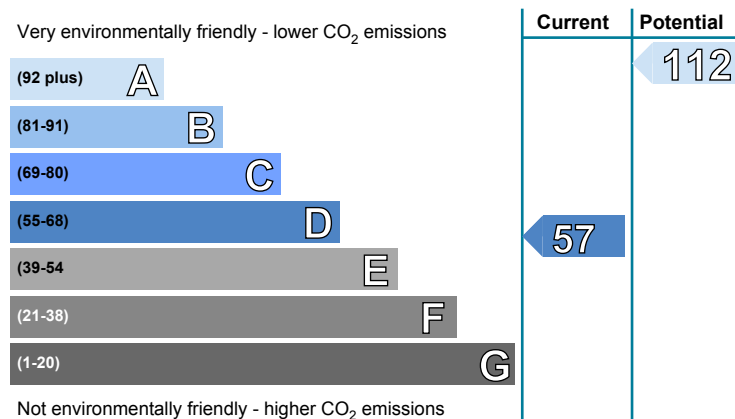 Current Potential
Very environmentally friendly - lower CO2 emissions
112
(92 plus) A
(81-91) B
(69-80) C
(55-68) D
57
(39-54 E
(21-38) F
(1-20) G
Not environmentally friendly - higher CO2 emissions